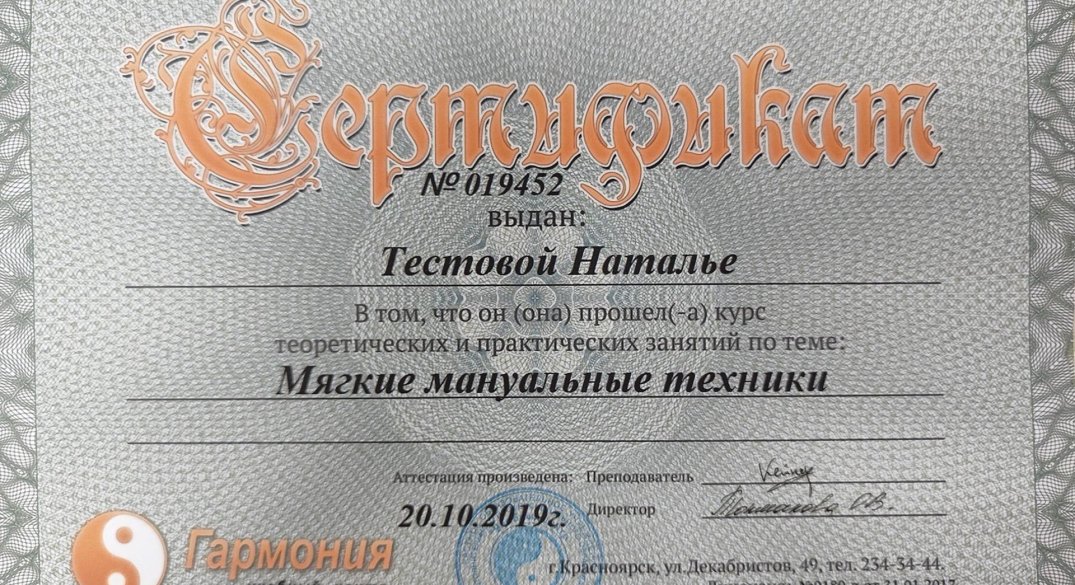 Сертификат
№ 019452
выдан:
Тестовой Наталье
В том, что он (она) прошел(-а) курс
теоретических и практических занятий по теме:
Мягкие мануальные техники
Аттестация произведена: Преподаватель
20.10.2019г. Директор
Гармония
г.Красноярск, ул.Декабристов, 49, тел. 234-34-44.